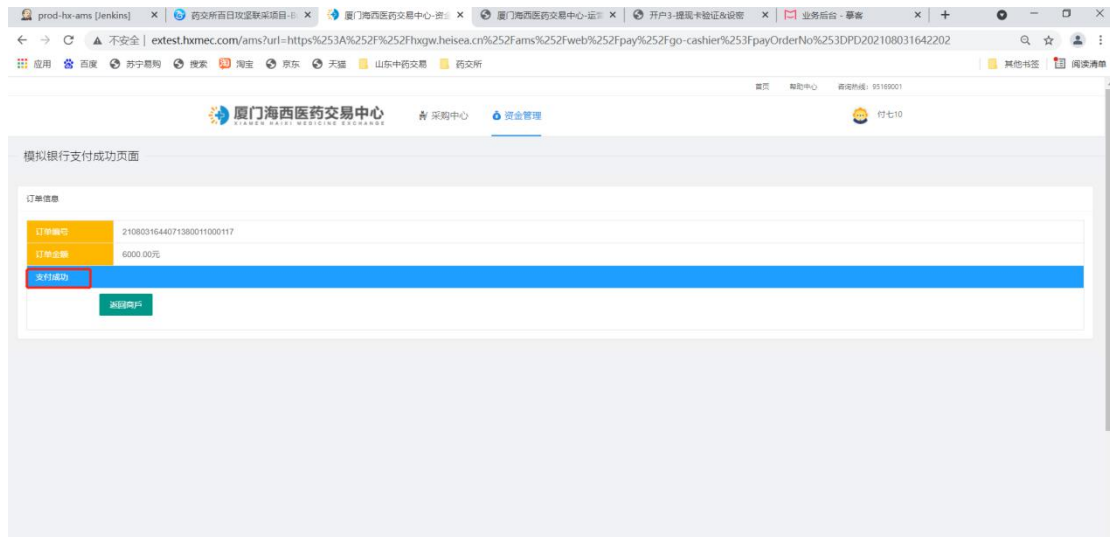 prod-hx-ams [Jenkins]
药交所百日攻坚联采项目-B
厦门海西医药交易中心-资金
厦门海西医药交易中心-运营
开户3-提现卡验证&设密
业务后台 - 摹客
不安全 | extest.hxmec.com/ams?url=https%253A%252F%252Fhxgw.heisea.cn%252Fams%252Fweb%252Fpay%252Fgo-cashier%253FpayOrderNo%253DPD202108031642202
应用 百度 苏宁易购 搜索 淘宝 京东 天猫 山东中药交易 药交所 其他书签 阅读清单
首页 帮助中心 咨询热线:95169001
厦门海西医药交易中心 采购中心 资金管理 付七10
XIAMEN HAIXI MEDICINE EXCHANGE
模拟银行支付成功页面
订单信息
订单编号 2108031644071380011000117
订单金额 6000.00元
支付成功
返回商户